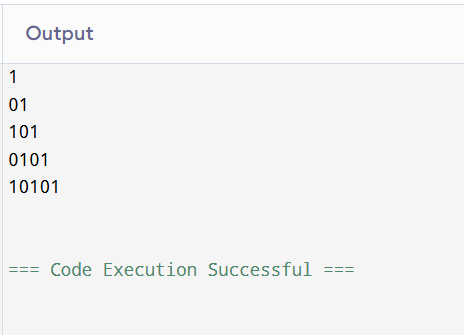 Output
1
01
101
0101
10101
=== Code Execution Successful ===